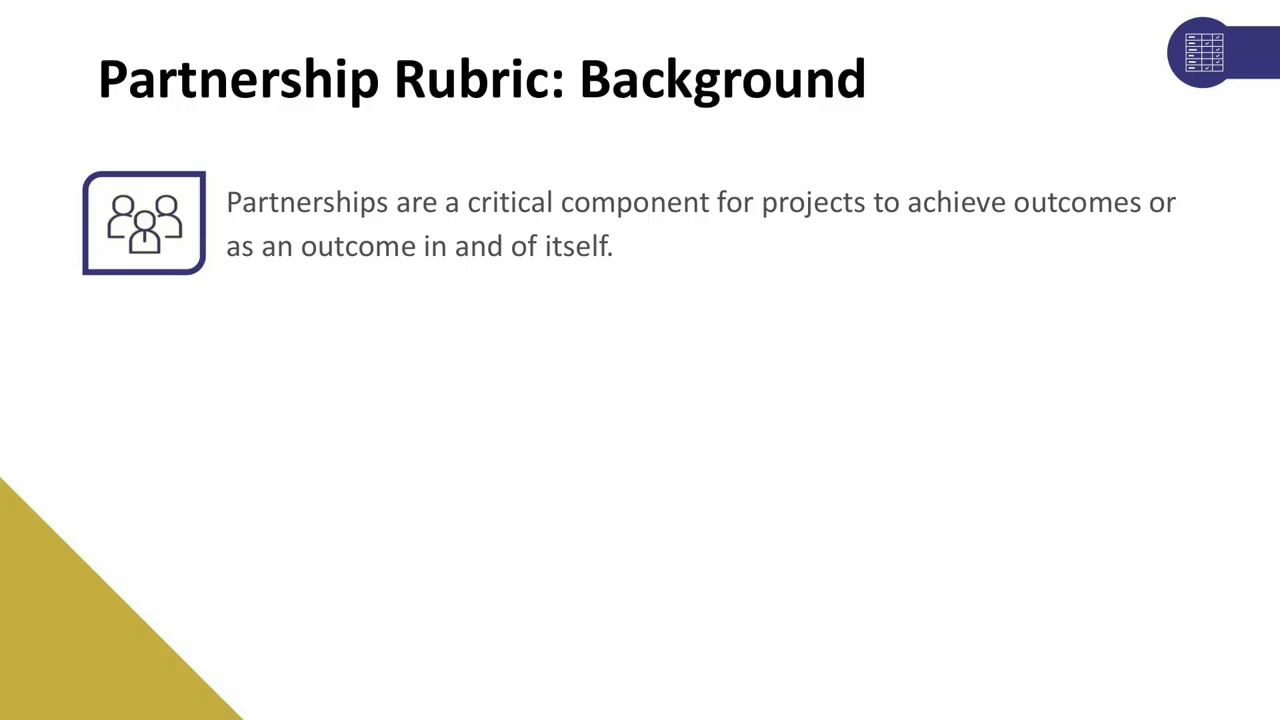 Partnership Rubric: Background
Partnerships are a critical component for projects to achieve outcomes or
as an outcome in and of itself.